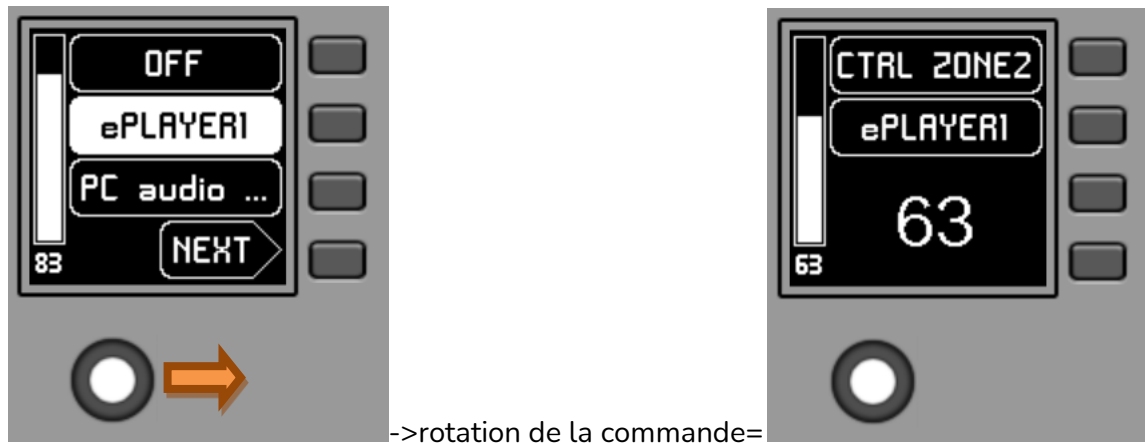 OFF
ePLAYER1
PC audio ...
NEXT
83
->rotation de la commande=
CTRL ZONE2
ePLAYER1
63
63